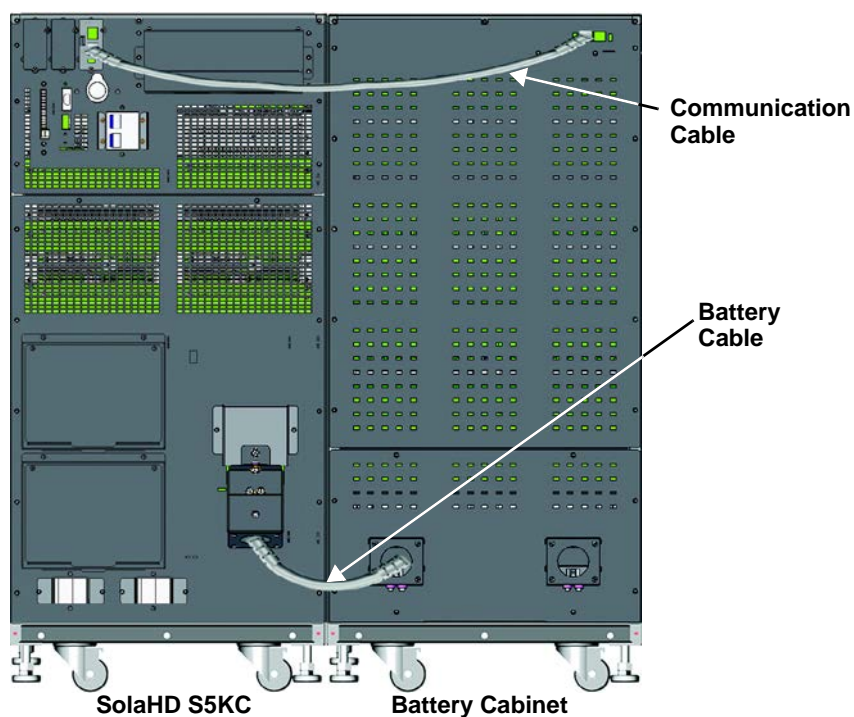 Communication
Cable
Battery
Cable
SolaHD S5KC
Battery Cabinet